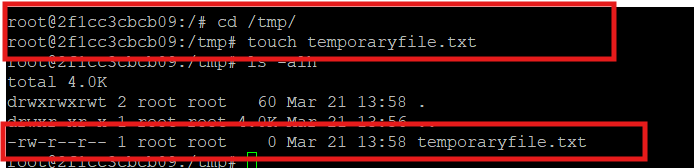 root@2f1cc3cbcb09:/# cd /tmp/
root@2f1cc3cbcb09:/tmp# touch temporaryfile.txt
root@2f1cc3cbcb09:/tmp# ls -alh
total 4.0K
drwxrwxrwt 2 root root   60 Mar 21 13:58 .
drwxr-xr-x 1 root root 4.0K Mar 21 13:56 ..
-rw-r--r-- 1 root root    0 Mar 21 13:58 temporaryfile.txt
root@2f1cc3cbcb09:/tmp#